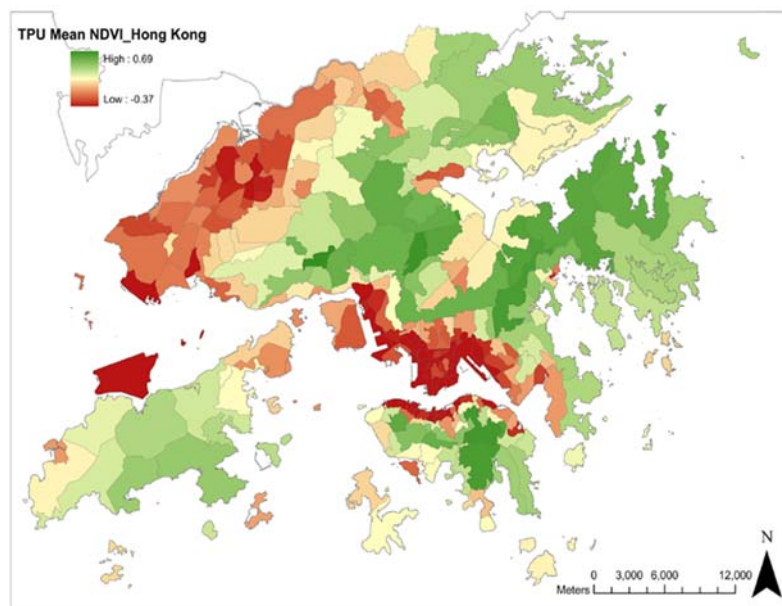 TPU Mean NDVI_Hong Kong
High : 0.69
Low : -0.37
N
0 3,000 6,000 12,000
Meters